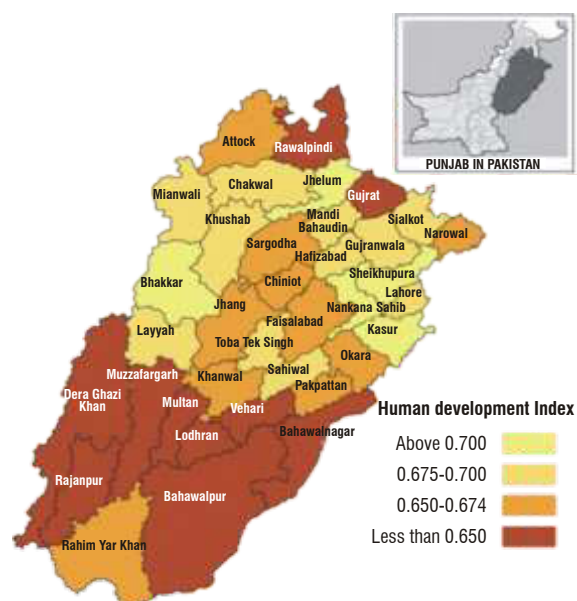 PUNJAB IN PAKISTAN
Attock
Rawalpindi
Chakwal
Jhelum
Mianwali
Gujrat
Khushab
Mandi
Bahaudin
Sialkot
Narowal
Sargodha
Gujranwala
Hafizabad
Bhakkar
Sheikhupura
Chiniot
Lahore
Jhang
Nankana Sahib
Faisalabad
Layyah
Toba Tek Singh
Kasur
Okara
Muzzafargarh
Khanwal
Sahiwal
Pakpattan
Dera Ghazi
Khan
Multan
Vehari
Lodhran
Bahawalnagar
Rajanpur
Bahawalpur
Rahim Yar Khan
Human development Index
Above 0.700
0.675-0.700
0.650-0.674
Less than 0.650